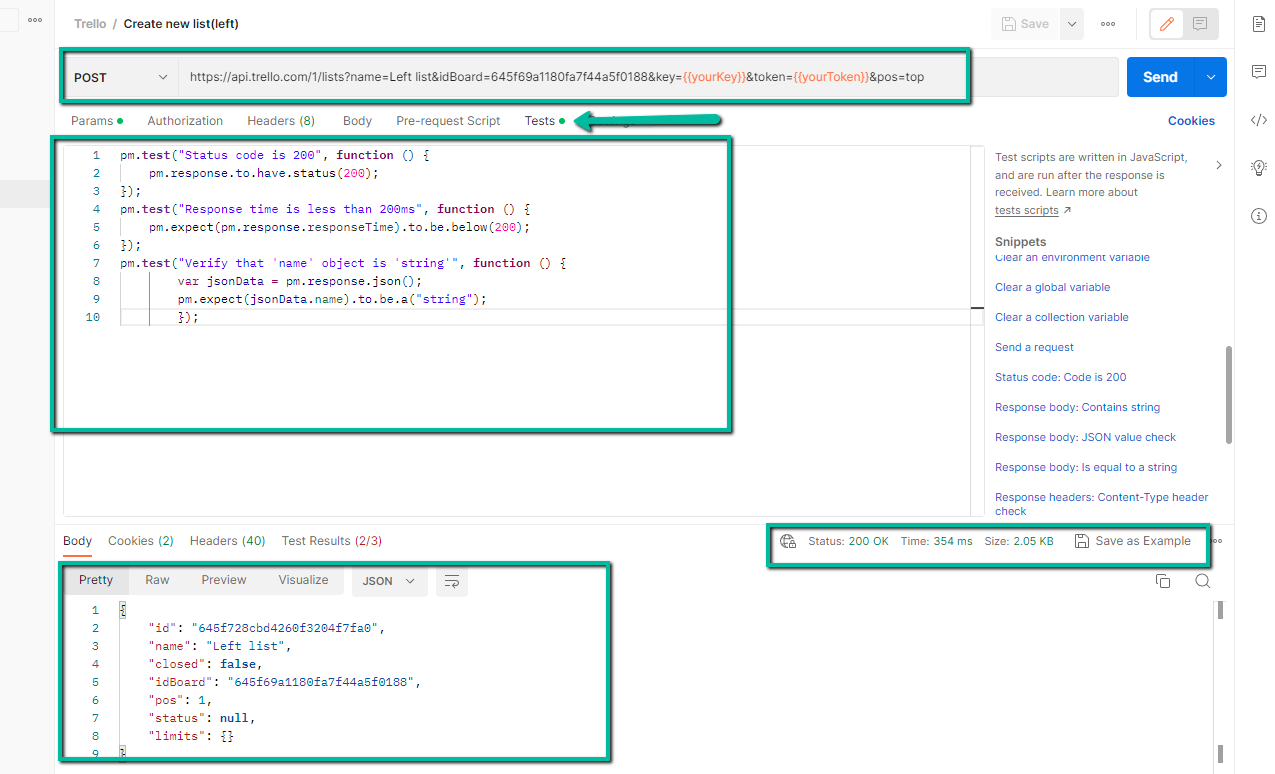 Trello / Create new list(left)
Save
POST
https://api.trello.com/1/lists?name=Left list&idBoard=645f69a1180fa7f44a5f0188&key={{yourKey}}&token={{yourToken}}&pos=top
Send
Params
Authorization
Headers (8)
Body
Pre-request Script
Tests
Cookies
1 pm.test("Status code is 200", function () {
2 pm.response.to.have.status(200);
3 });
4 pm.test("Response time is less than 200ms", function () {
5 pm.expect(pm.response.responseTime).to.be.below(200);
6 });
7 pm.test("Verify that 'name' object is 'string'", function () {
8 var jsonData = pm.response.json();
9 pm.expect(jsonData.name).to.be.a("string");
10 });
Test scripts are written in JavaScript,
and are run after the response is
received. Learn more about
tests scripts ↗
Snippets
Clear an environment variable
Clear a global variable
Clear a collection variable
Send a request
Status code: Code is 200
Response body: Contains string
Response body: JSON value check
Response body: Is equal to a string
Response headers: Content-Type header
check
Body
Cookies (2)
Headers (40)
Test Results (2/3)
Status: 200 OK
Time: 354 ms
Size: 2.05 KB
Save as Example
Pretty
Raw
Preview
Visualize
JSON
1 {
2 "id": "645f728cbd4260f3204f7fa0",
3 "name": "Left list",
4 "closed": false,
5 "idBoard": "645f69a1180fa7f44a5f0188",
6 "pos": 1,
7 "status": null,
8 "limits": {}
9 }